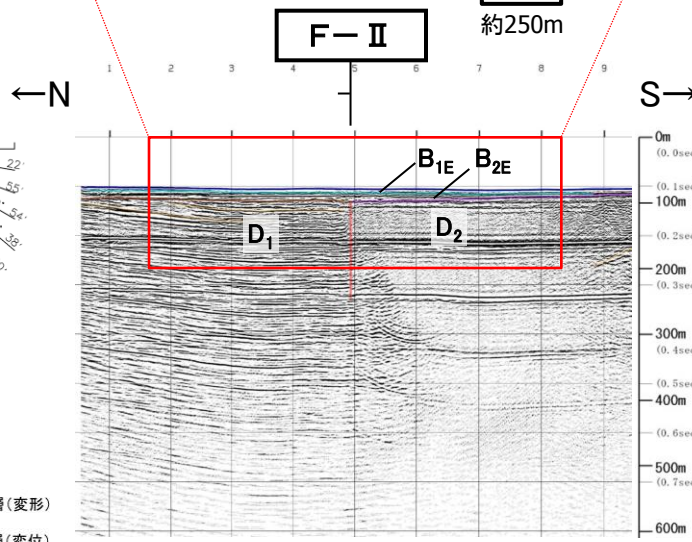 約250m
F-Ⅱ
1 2 3 4 5 6 7 8 9
←N
S→
0m
(0.0sec
B1E B2E
22'
55'
54'
38'
(0.1sec
100m
D1 D2
(0.2sec
200m
(0.3sec
300m
(0.4sec
(0.5sec
400m
(0.6sec
500m
(0.7sec
層(変形)
600m